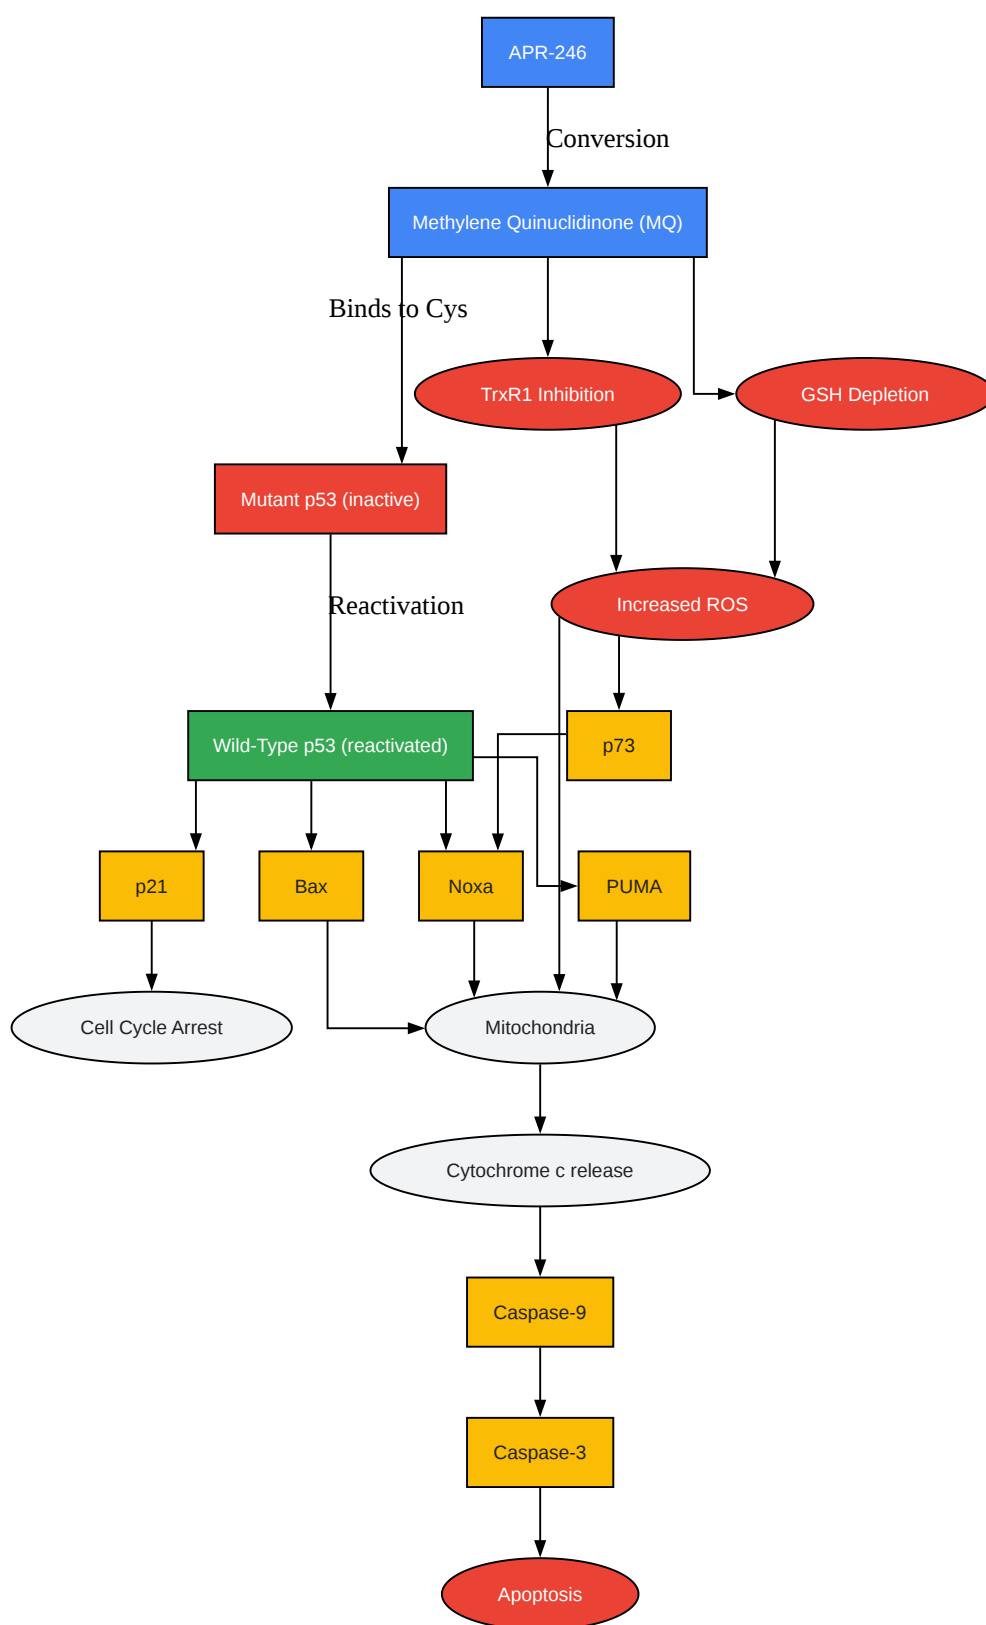 APR-246
Conversion
Methylene Quinuclidinone (MQ)
Binds to Cys
TrxR1 Inhibition
GSH Depletion
Mutant p53 (inactive)
Reactivation
Increased ROS
Wild-Type p53 (reactivated)
p73
p21
Bax
Noxa
PUMA
Cell Cycle Arrest
Mitochondria
Cytochrome c release
Caspase-9
Caspase-3
Apoptosis